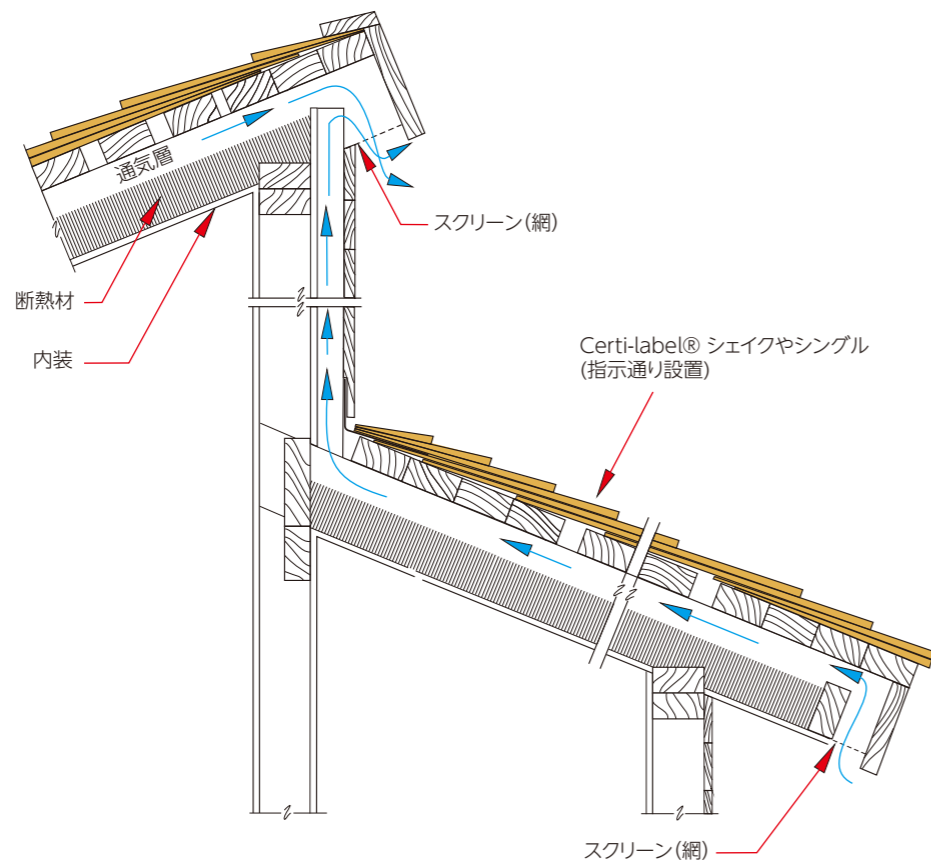 通気層
スクリーン（網）
断熱材
内装
Certi-label® シェイクやシングル
(指示通り設置)
スクリーン（網）